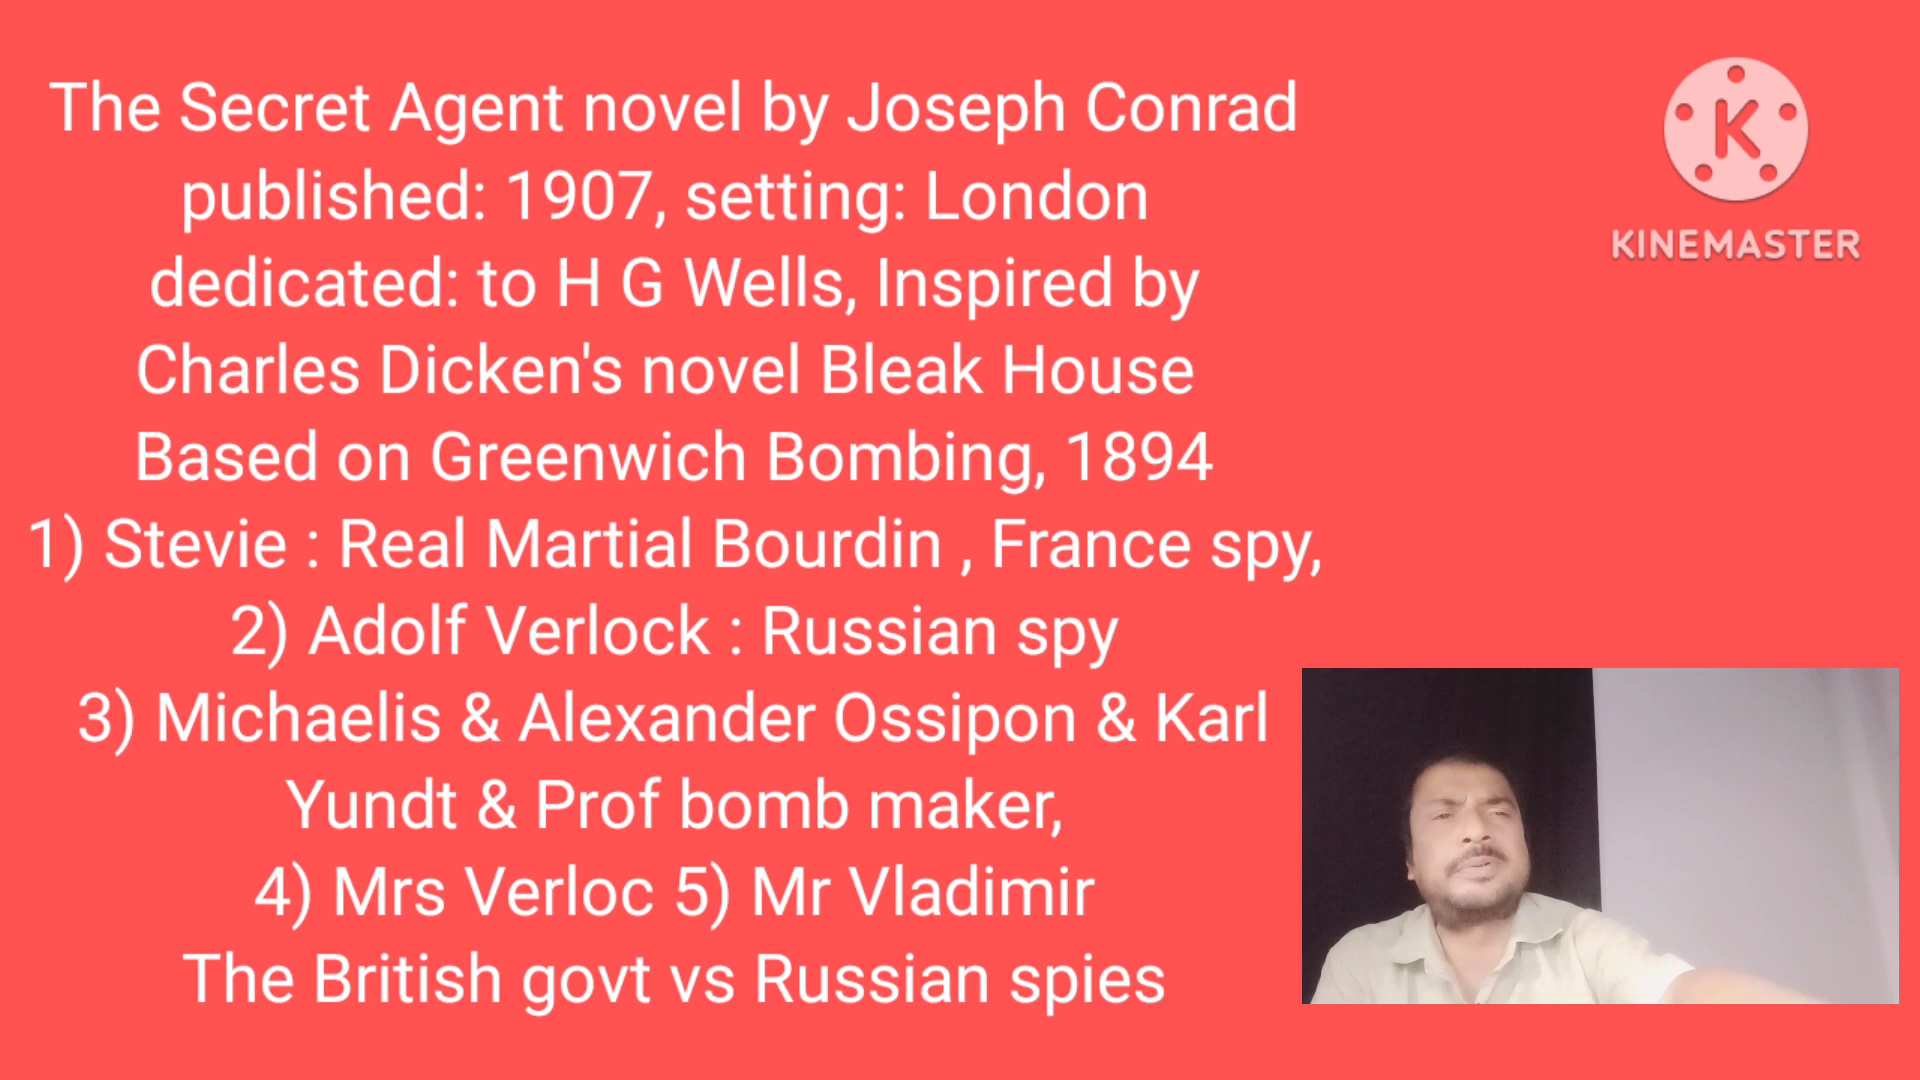 The Secret Agent novel by Joseph Conrad
published: 1907, setting: London
dedicated: to H G Wells, Inspired by
Charles Dicken's novel Bleak House
Based on Greenwich Bombing, 1894
1) Stevie : Real Martial Bourdin , France spy,
2) Adolf Verlock : Russian spy
3) Michaelis & Alexander Ossipon & Karl
Yundt & Prof bomb maker,
4) Mrs Verloc 5) Mr Vladimir
The British govt vs Russian spies
K
KINEMASTER